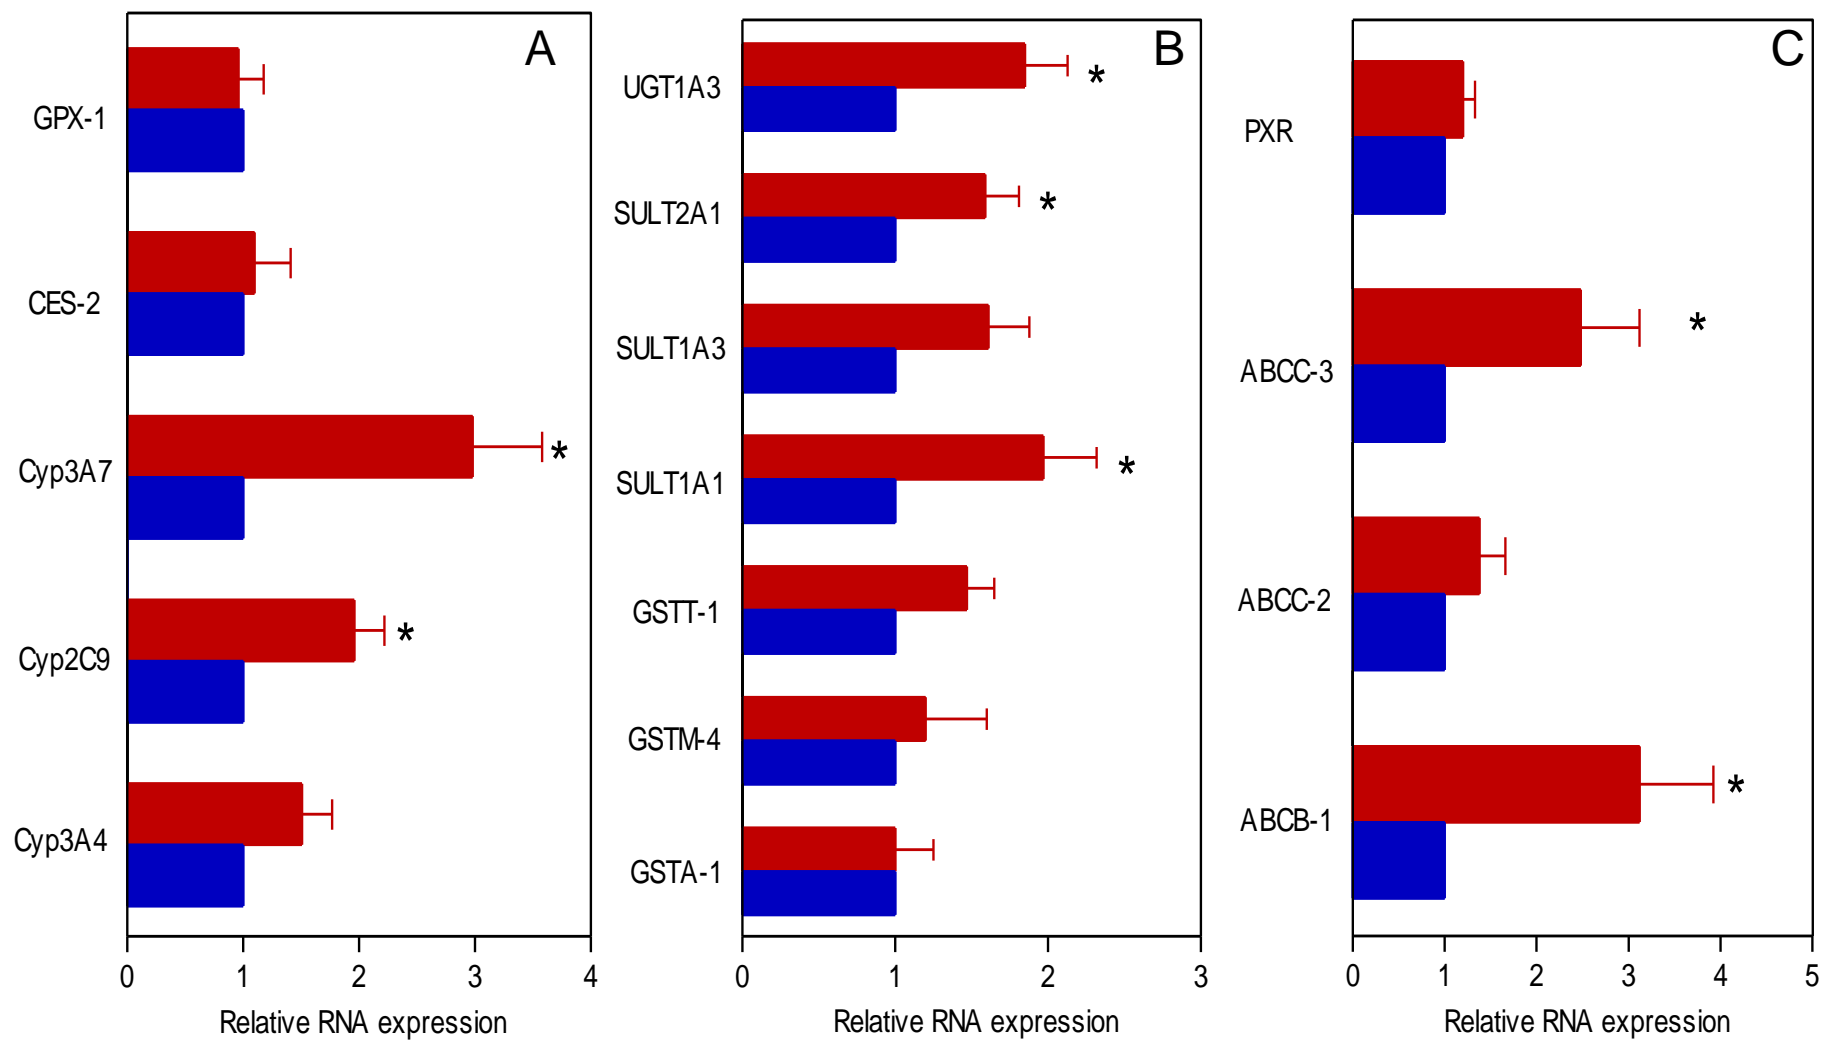 A
GPX-1
CES-2
Cyp3A7
*
Cyp2C9
*
Cyp3A4
0 1 2 3 4
Relative RNA expression
B
UGT1A3
*
SULT2A1
*
SULT1A3
SULT1A1
*
GSTT-1
GSTM-4
GSTA-1
0 1 2 3
Relative RNA expression
C
PXR
ABCC-3
*
ABCC-2
ABCB-1
*
0 1 2 3 4 5
Relative RNA expression